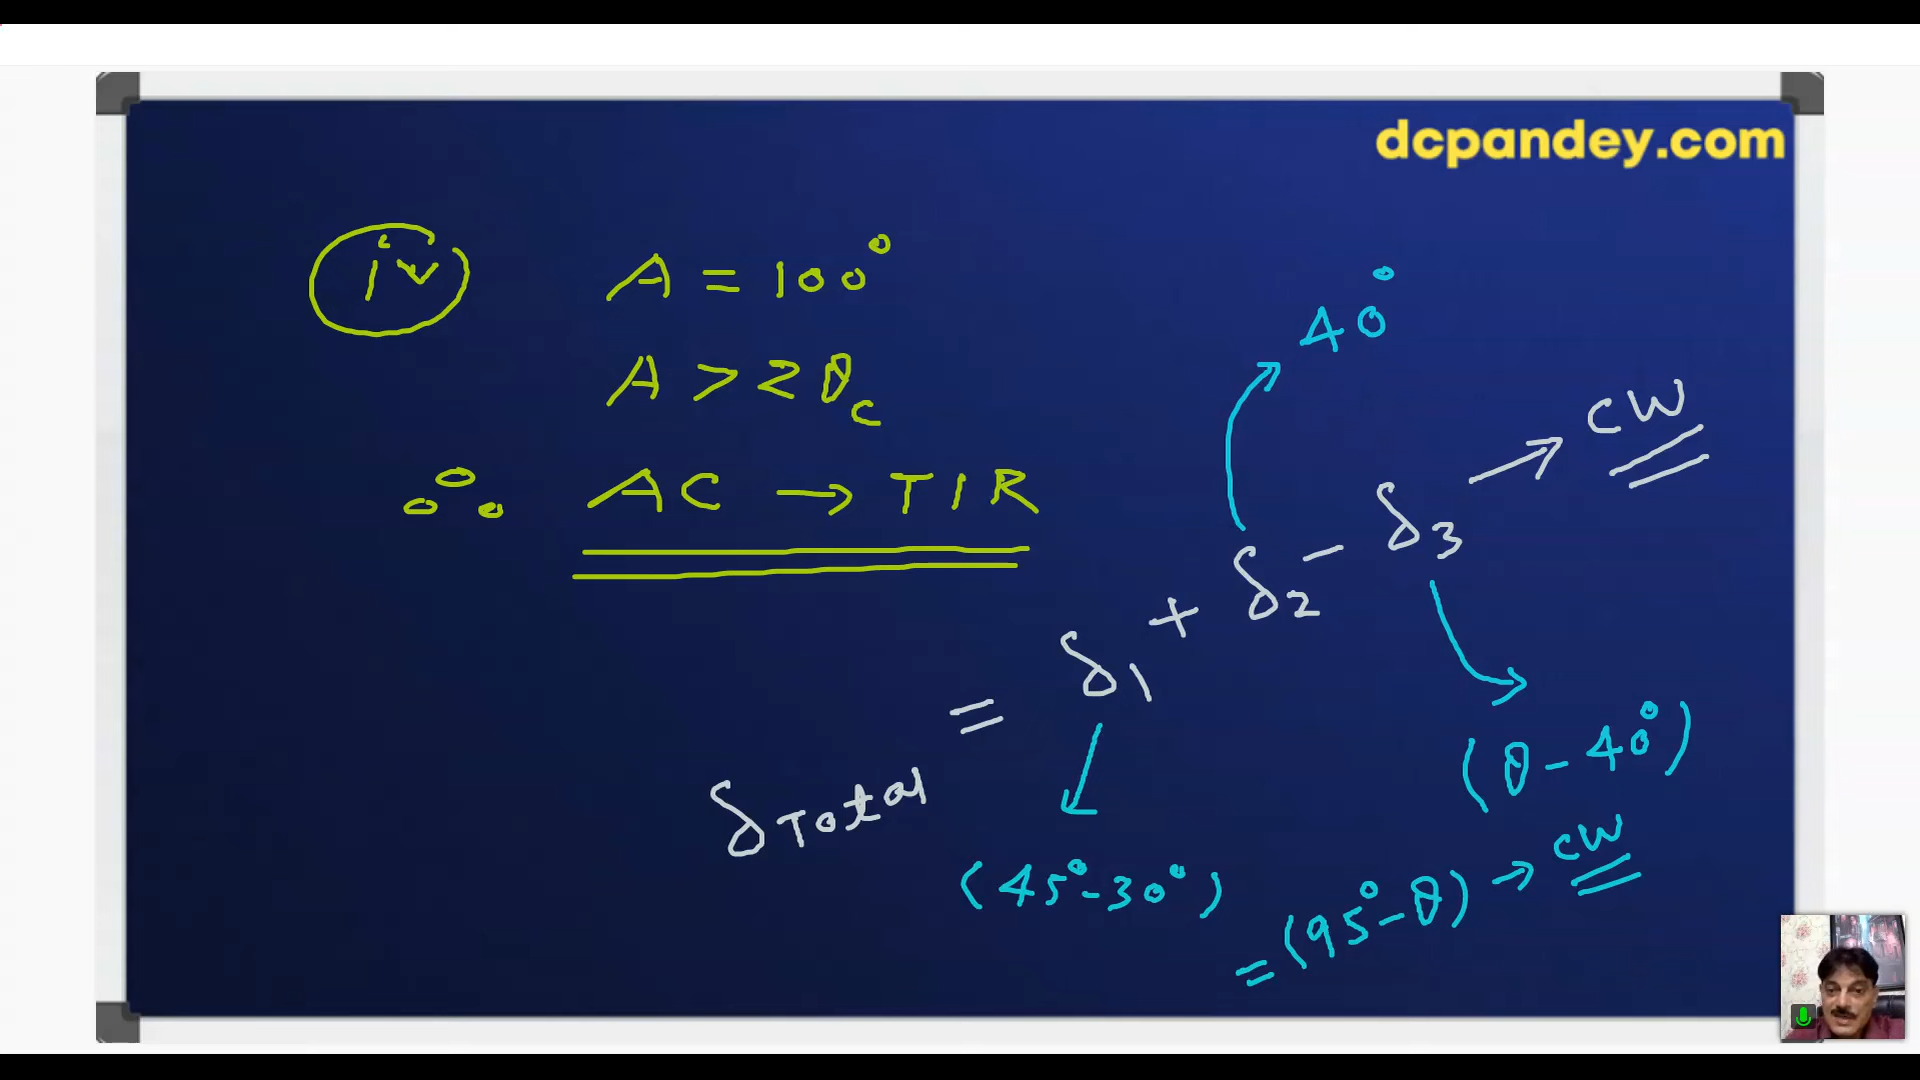 dcpandey.com
iv
A = 100°
A > 2θc
∴ AC → TIR
40°
δTotal = δ1 + δ2 - δ3 → CW
(45° - 30°)
(θ - 40°)
= (95° - θ) → CW